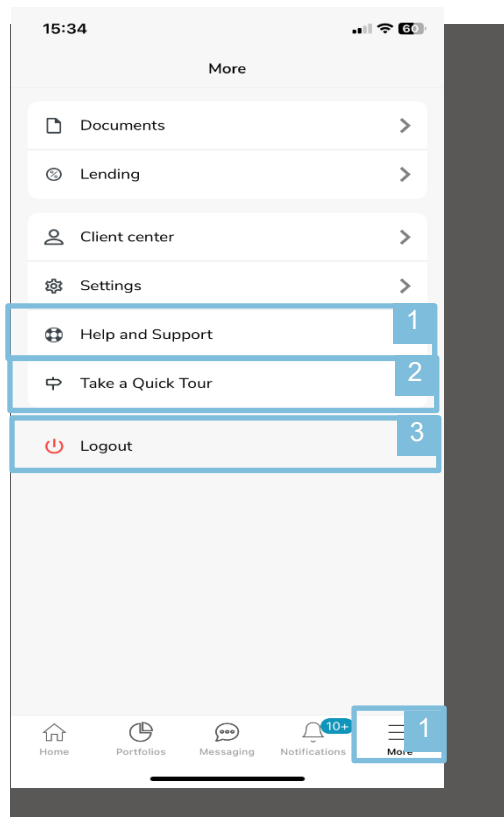 15:34
60
More
Documents
Lending
Client center
Settings
Help and Support
1
Take a Quick Tour
2
Logout
3
10+
1
Home
Portfolios
Messaging
Notifications
More